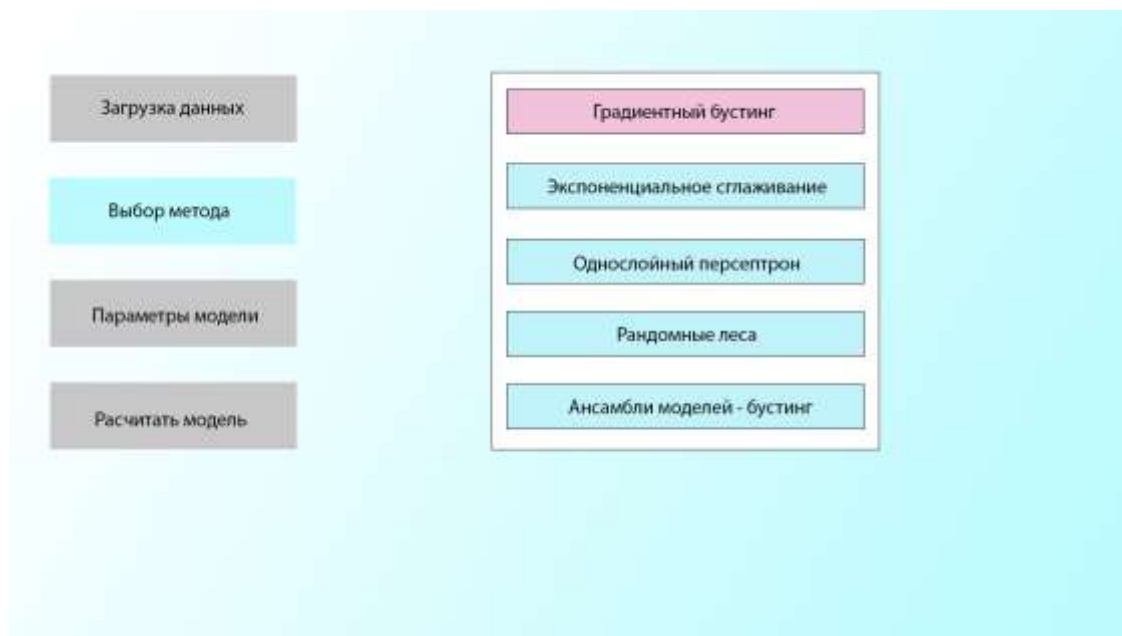 Загрузка данных
Выбор метода
Параметры модели
Расчитать модель
Градиентный бустинг
Экспоненциальное сглаживание
Однослойный персептрон
Рандомные леса
Ансамбли моделей - бустинг